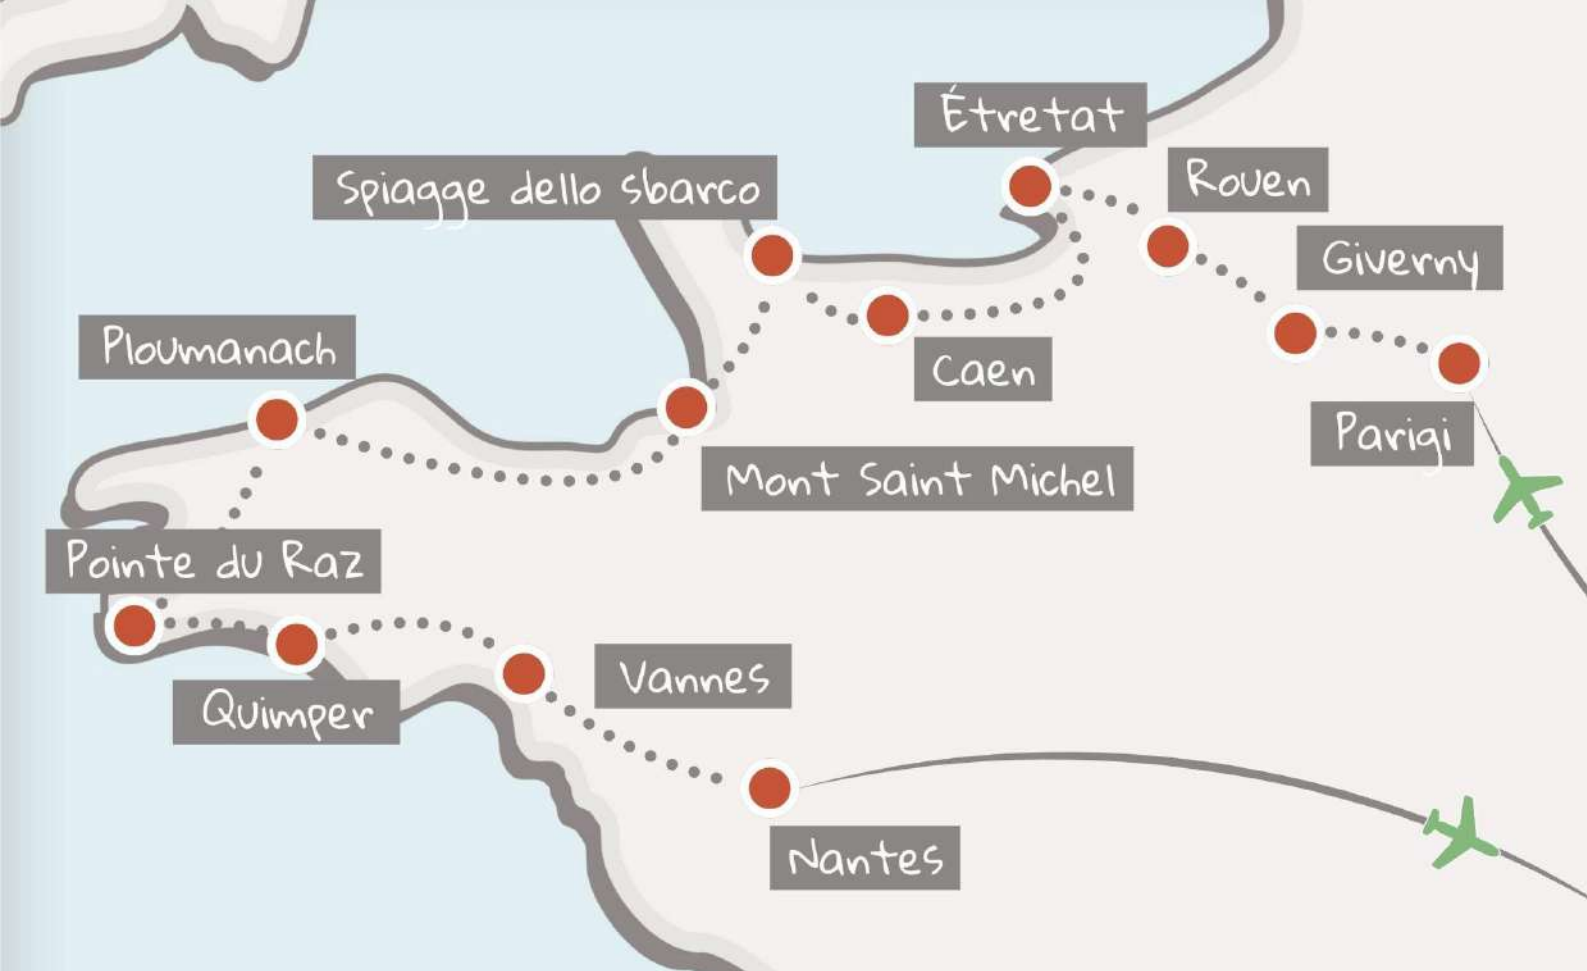 Étretat
Rouen
Spiagge dello sbarco
Giverny
Ploumanach
Caen
Parigi
Mont Saint Michel
Pointe du Raz
Vannes
Quimper
Nantes